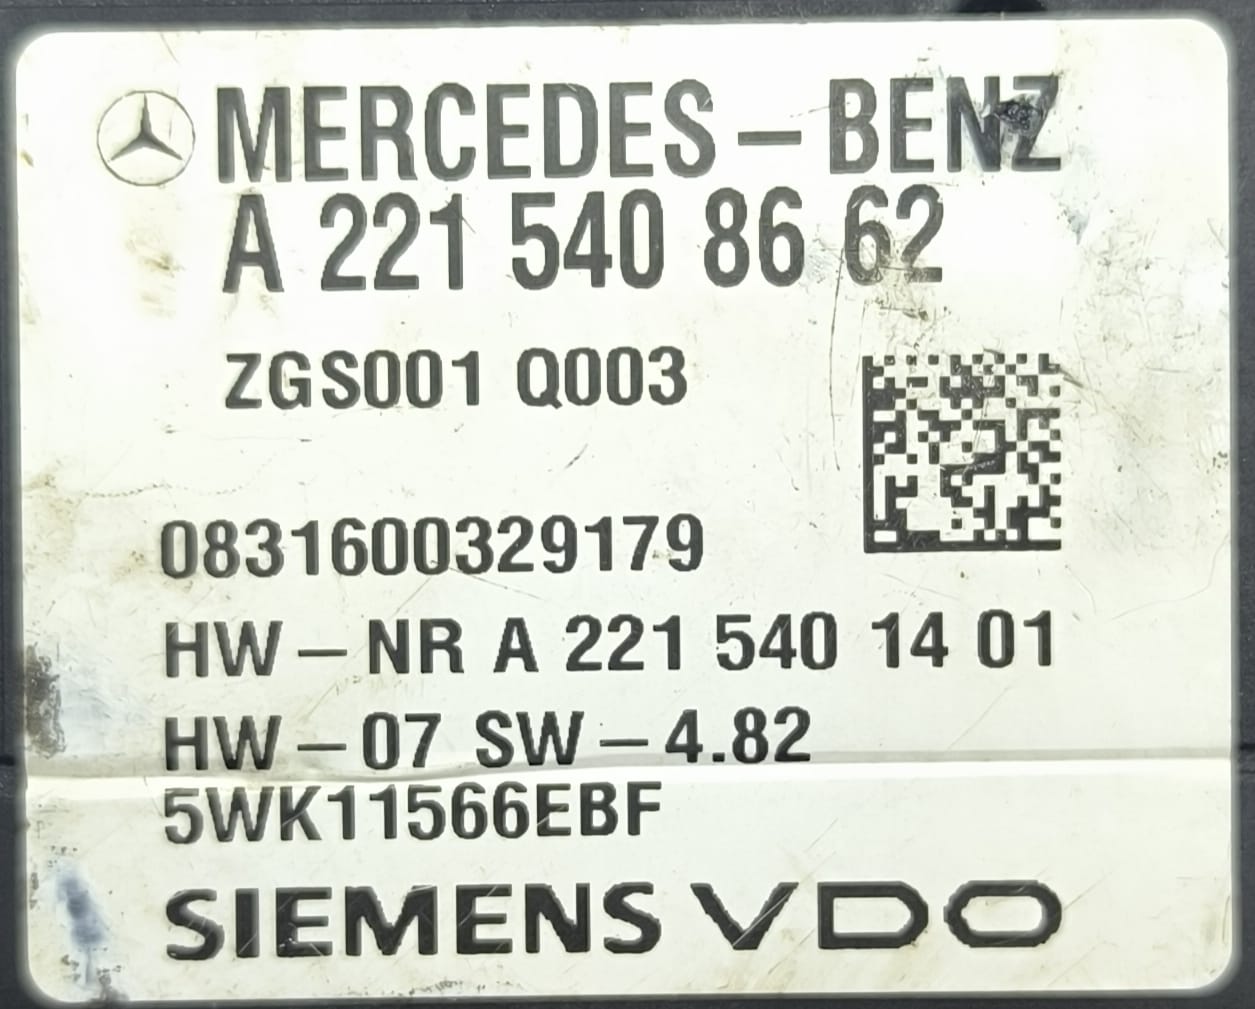 MERCEDES-BENZ
A 221 540 86 62
ZGS001 Q003
0831600329179
HW-NR A 221 540 14 01
HW-07 SW-4.82
5WK11566EBF
SIEMENS VDO